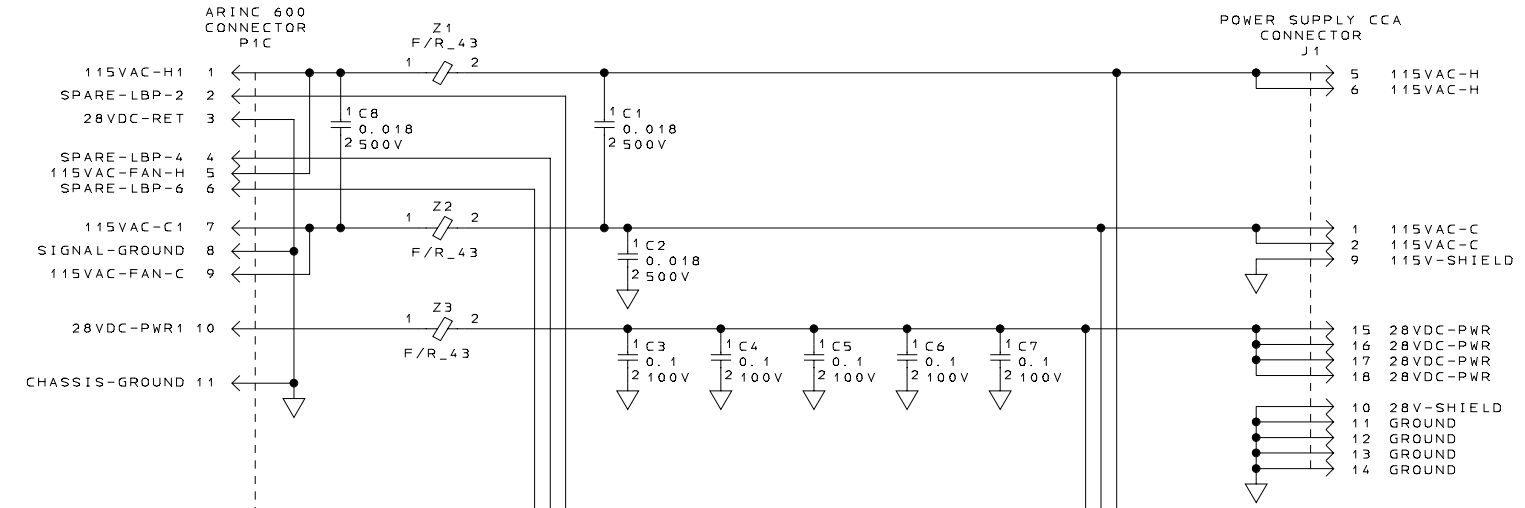 ARINC 600
CONNECTOR
P1C
POWER SUPPLY CCA
CONNECTOR
J1
Z1
F/R_43
1 2
115VAC-H1 1
SPARE-LBP-2 2
28VDC-RET 3
SPARE-LBP-4 4
115VAC-FAN-H 5
SPARE-LBP-6 6
115VAC-C1 7
SIGNAL-GROUND 8
115VAC-FAN-C 9
28VDC-PWR1 10
CHASSIS-GROUND 11
1 C8
0.018
2 500V
1 C1
0.018
2 500V
Z2
1 2
F/R_43
1 C2
0.018
2 500V
Z3
1 2
F/R_43
1 C3
0.1
2 100V
1 C4
0.1
2 100V
1 C5
0.1
2 100V
1 C6
0.1
2 100V
1 C7
0.1
2 100V
5 115VAC-H
6 115VAC-H
1 115VAC-C
2 115VAC-C
9 115V-SHIELD
15 28VDC-PWR
16 28VDC-PWR
17 28VDC-PWR
18 28VDC-PWR
10 28V-SHIELD
11 GROUND
12 GROUND
13 GROUND
14 GROUND